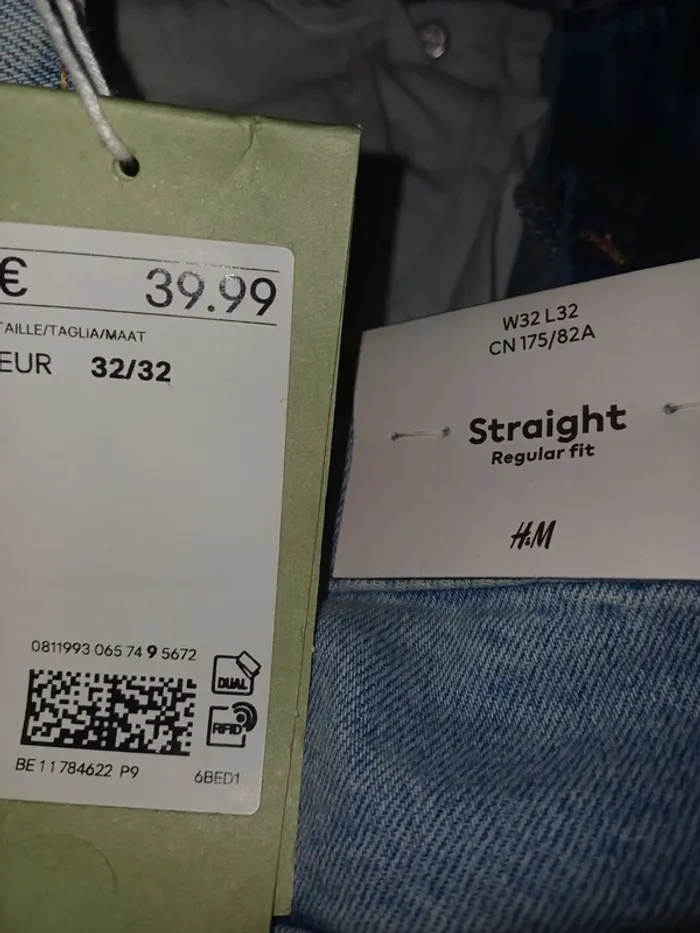 € 39.99
TAILLE/TAGLIA/MAAT
EUR 32/32
0811993 065 74 9 5672
DUAL
RFID
BE 11784622 P9 6BED1
W32 L32
CN 175/82A
Straight
Regular fit
H&M